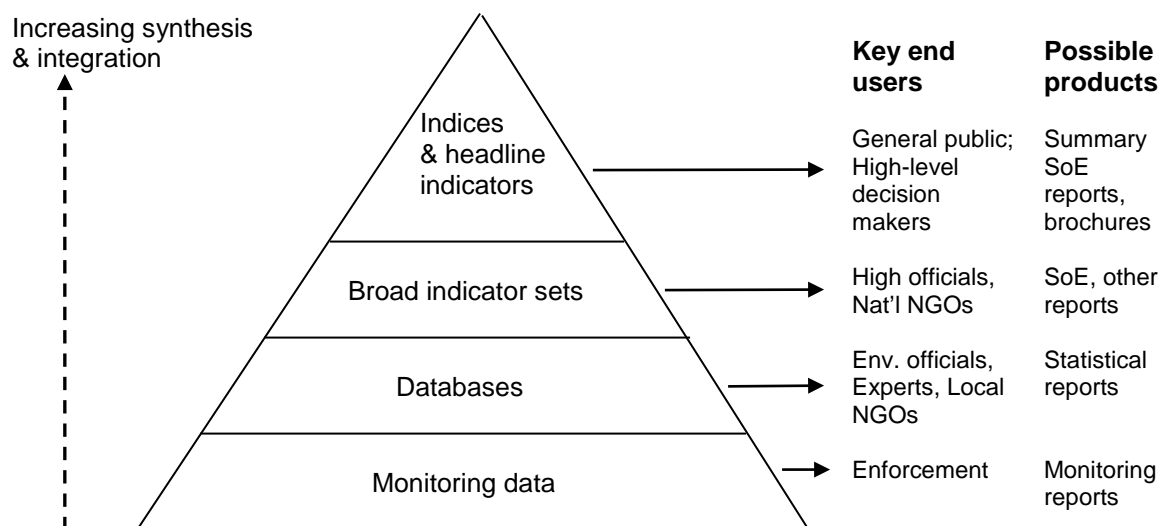 Increasing synthesis
& integration
Key end
users
Possible
products
Indices
& headline
indicators
General public;
High-level
decision
makers
Summary
SoE
reports,
brochures
Broad indicator sets
High officials,
Nat'l NGOs
SoE, other
reports
Databases
Env. officials,
Experts, Local
NGOs
Statistical
reports
Monitoring data
Enforcement
Monitoring
reports